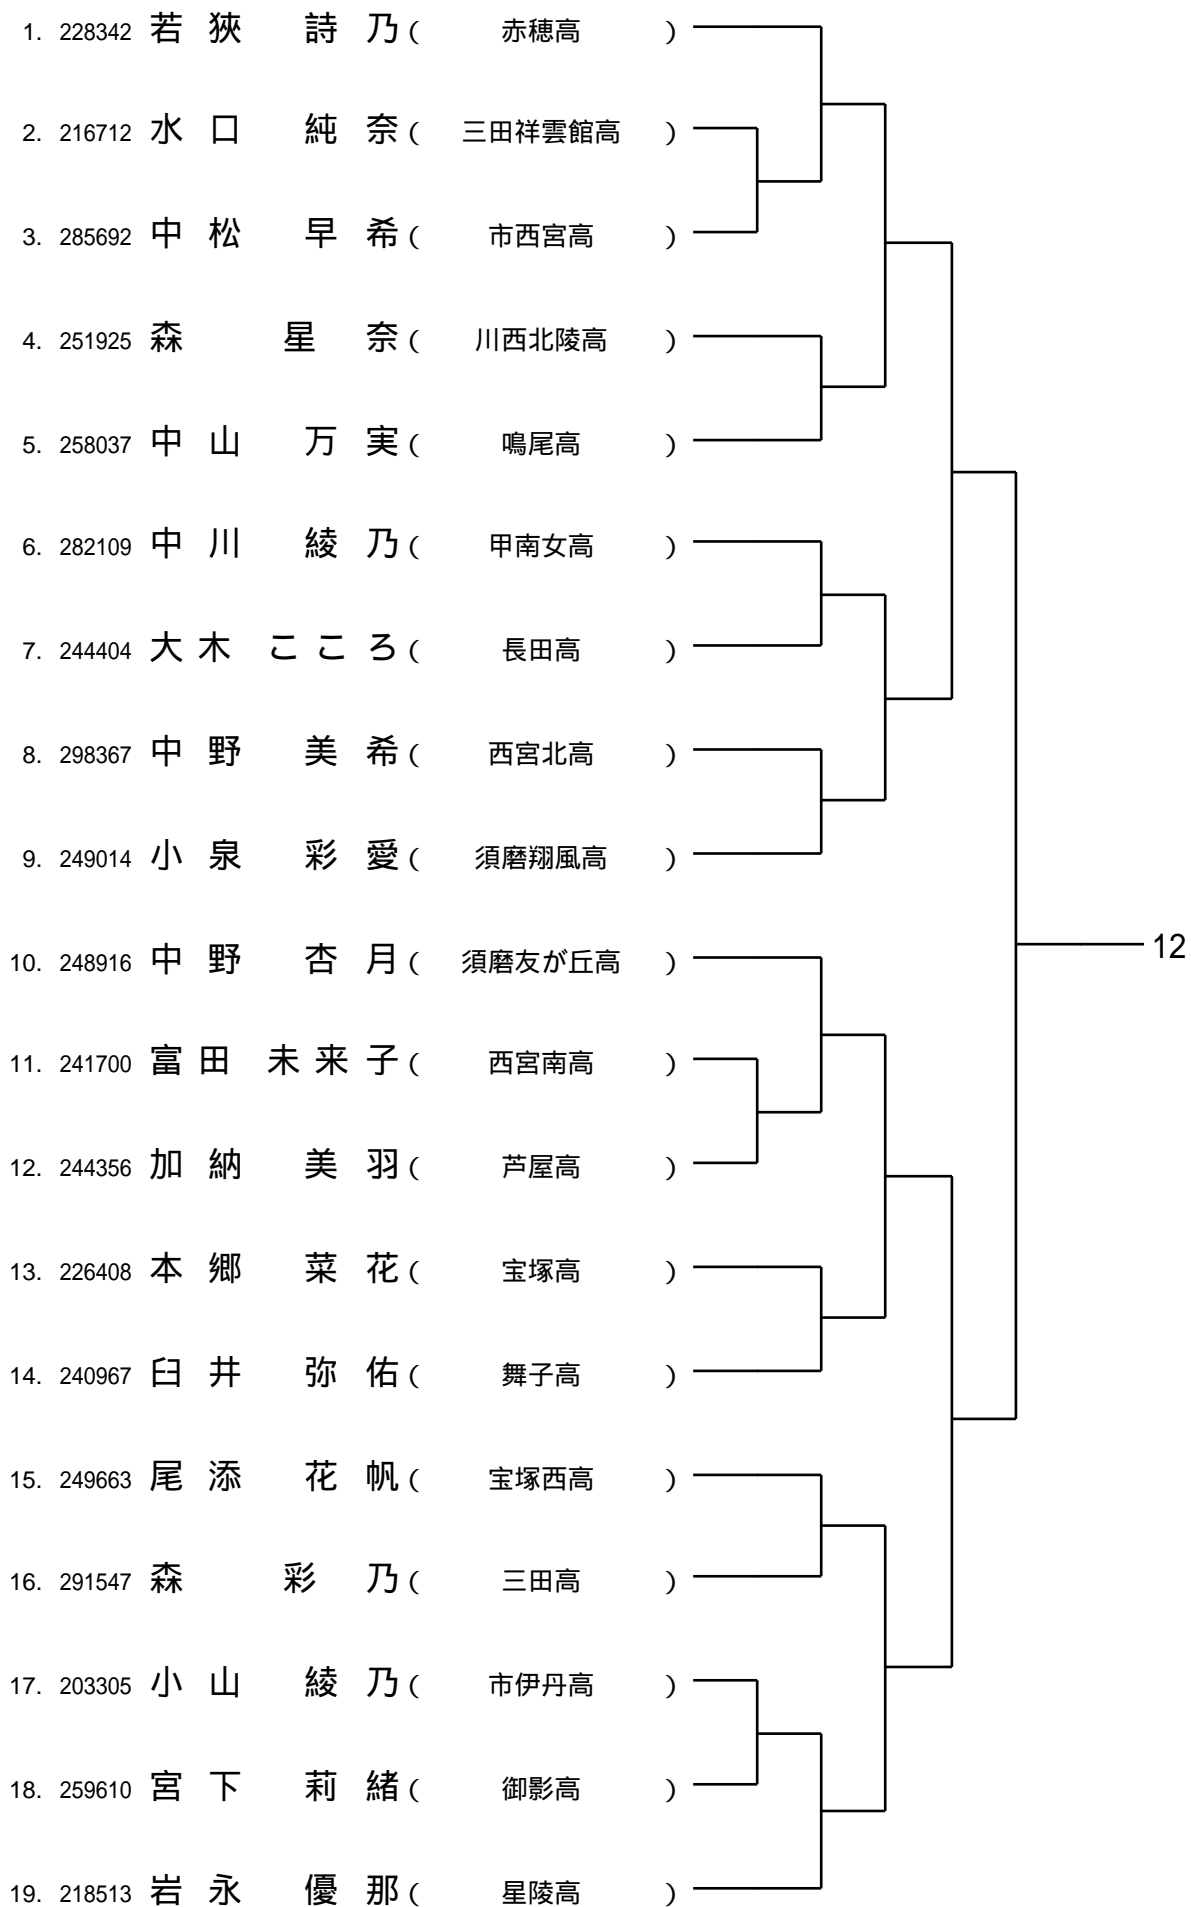 1. 228342 若狹 詩乃 ( 赤穂高 )
2. 216712 水口 純奈 ( 三田祥雲館高 )
3. 285692 中松 早希 ( 市西宮高 )
4. 251925 森 星奈 ( 川西北陵高 )
5. 258037 中山 万実 ( 鳴尾高 )
6. 282109 中川 綾乃 ( 甲南女高 )
7. 244404 大木 こころ ( 長田高 )
8. 298367 中野 美希 ( 西宮北高 )
9. 249014 小泉 彩愛 ( 須磨翔風高 )
12
10. 248916 中野 杏月 ( 須磨友が丘高 )
11. 241700 富田 未来子 ( 西宮南高 )
12. 244356 加納 美羽 ( 芦屋高 )
13. 226408 本郷 菜花 ( 宝塚高 )
14. 240967 臼井 弥佑 ( 舞子高 )
15. 249663 尾添 花帆 ( 宝塚西高 )
16. 291547 森 彩乃 ( 三田高 )
17. 203305 小山 綾乃 ( 市伊丹高 )
18. 259610 宮下 莉緒 ( 御影高 )
19. 218513 岩永 優那 ( 星陵高 )